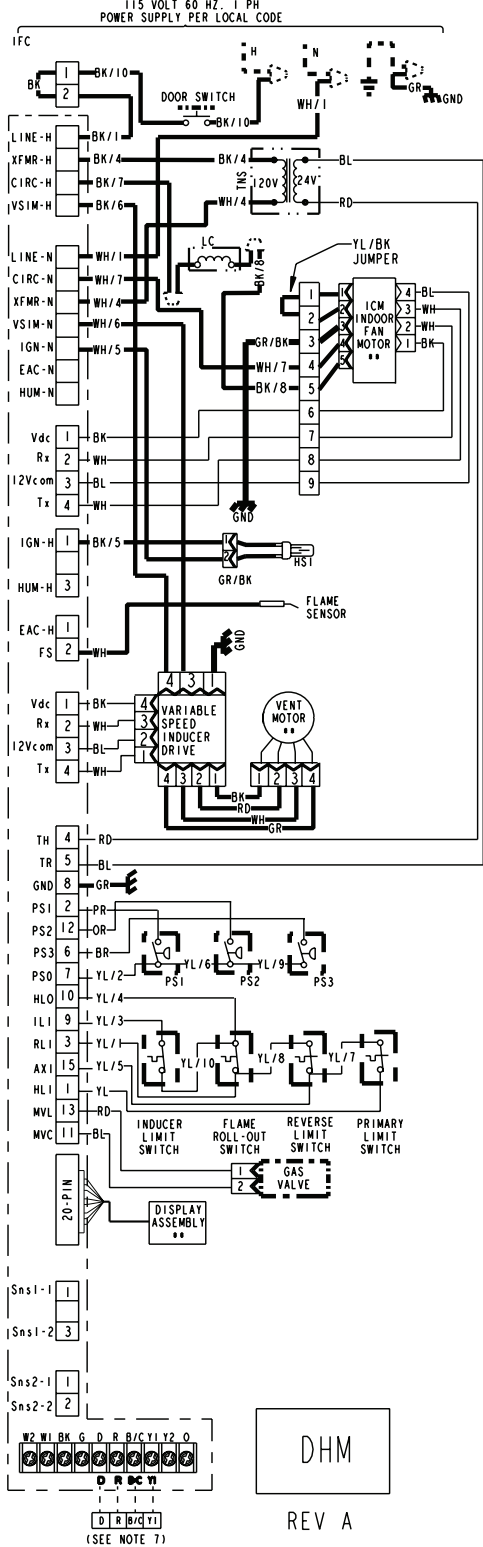 115 VOLT 60 HZ. 1 PH
POWER SUPPLY PER LOCAL CODE
IFC
H N
1 BK/10
BK
2
DOOR SWITCH
BK/10
WH/1
GR
GND
LINE-H BK/1
XFMR-H BK/4 BK/4 BL
CIRC-H BK/7
TNS 120V 24V
VSIM-H BK/6 WH/4 RD
LC
YL/BK
JUMPER
LINE-N WH/1
CIRC-N WH/7
BK/8
XFMR-N WH/4
VSIM-N WH/6
IGN-N WH/5
EAC-N
HUM-N
1
2
GR/BK 3
WH/7 4
BK/8 5
6
7
8
9
1
2
3
4
5
ICM
INDOOR
FAN
MOTOR
**
4 BL
3 WH
2 WH
1 BK
Vdc 1 BK
Rx 2 WH
12Vcom 3 BL
Tx 4 WH
GND
IGN-H 1 BK/5
1
2
HSI
GR/BK
HUM-H 3
EAC-H 1
FS 2 WH
FLAME
SENSOR
GND
4 3 1
Vdc 1 BK 4
Rx 2 WH 3
12Vcom 3 BL 2
Tx 4 WH 1
VARIABLE
SPEED
INDUCER
DRIVE
VENT
MOTOR
**
4 3 2 1
1 2 3 4
BK
RD
WH
GR
TH 4 RD
TR 5 BL
GND 8 GR
PS1 2 PR
PS2 12 OR
PS3 6 BR
PS0 7 YL/2
YL/6 YL/9
PS1 PS2 PS3
HLO 10 YL/4
ILI 9 YL/3
RLI 3 YL/1
AXI 15 YL/5
HLI 1 YL
MVL 13 RD
MVC 11 BL
YL/10 YL/8 YL/7
INDUCER
LIMIT
SWITCH
FLAME
ROLL-OUT
SWITCH
REVERSE
LIMIT
SWITCH
PRIMARY
LIMIT
SWITCH
1
2
GAS
VALVE
20-PIN
DISPLAY
ASSEMBLY
**
Sns1-1 1
Sns1-2 3
Sns2-1 1
Sns2-2 2
W2 W1 BK G D R B/C Y1 Y2 O
D R BC Y1
D R B/C Y1
(SEE NOTE 7)
DHM
REV A